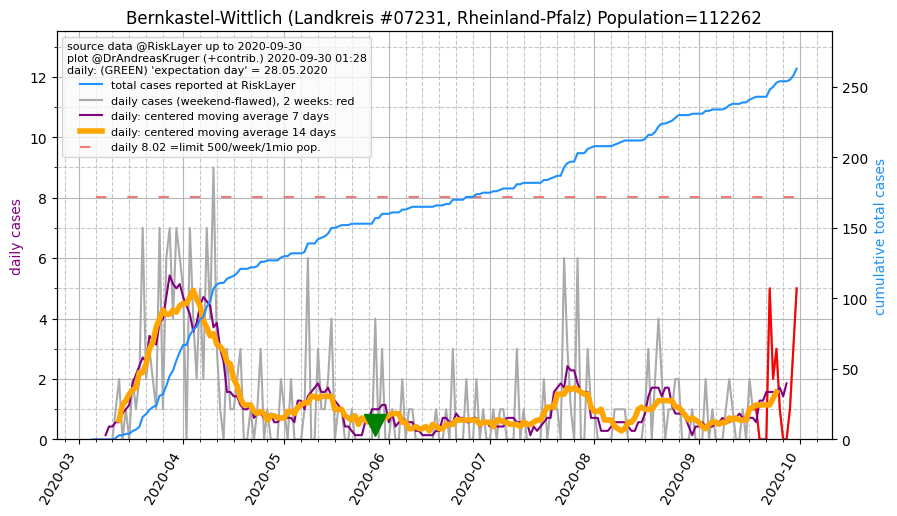 Bernkastel-Wittlich (Landkreis #07231, Rheinland-Pfalz) Population=112262
source data @RiskLayer up to 2020-09-30
plot @DrAndreasKruger (+contrib.) 2020-09-30 01:28
daily: (GREEN) 'expectation day' = 28.05.2020
total cases reported at RiskLayer
daily cases (weekend-flawed), 2 weeks: red
daily: centered moving average 7 days
daily: centered moving average 14 days
daily 8.02 =limit 500/week/1mio pop.
daily cases
12
10
8
6
4
2
0
cumulative total cases
250
200
150
100
50
0
2020-03
2020-04
2020-05
2020-06
2020-07
2020-08
2020-09
2020-10